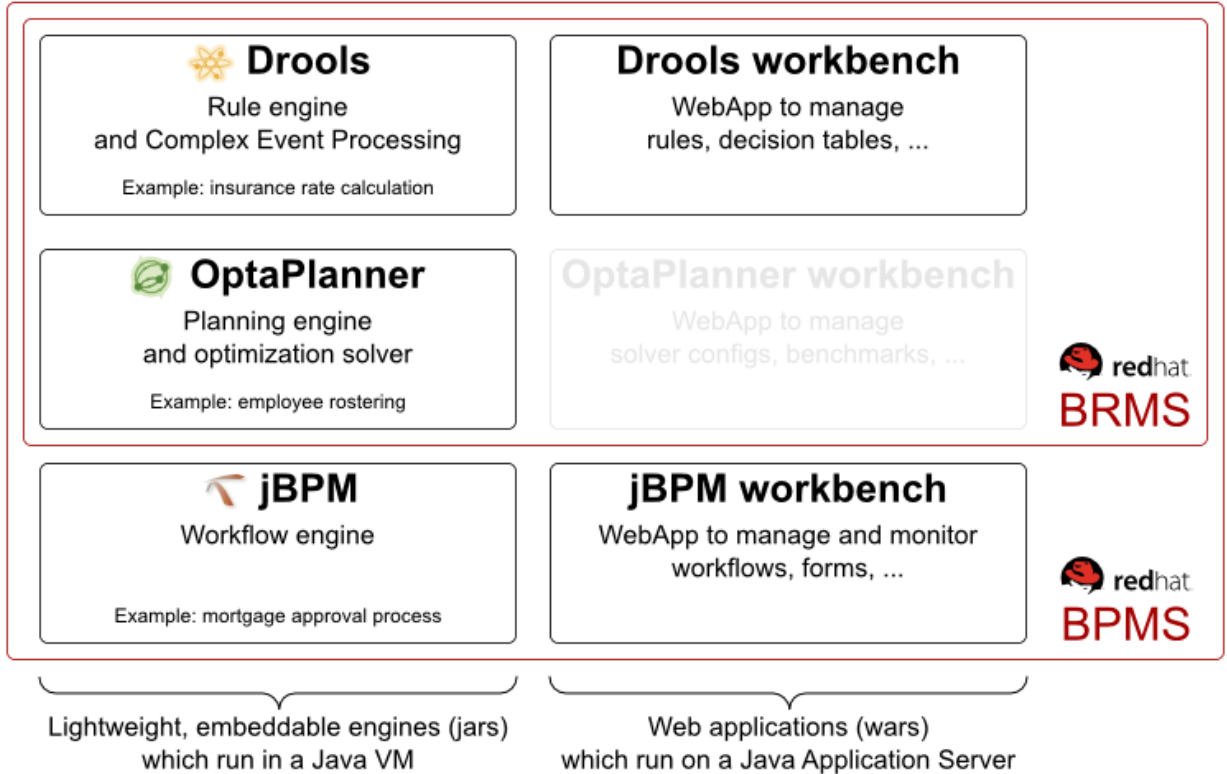 Drools
Rule engine
and Complex Event Processing
Example: insurance rate calculation
Drools workbench
WebApp to manage
rules, decision tables, ...
OptaPlanner
Planning engine
and optimization solver
Example: employee rostering
OptaPlanner workbench
WebApp to manage
solver configs, benchmarks, ...
redhat.
BRMS
jBPM
Workflow engine
Example: mortgage approval process
jBPM workbench
WebApp to manage and monitor
workflows, forms, ...
redhat.
BPMS
Lightweight, embeddable engines (jars)
which run in a Java VM
Web applications (wars)
which run on a Java Application Server